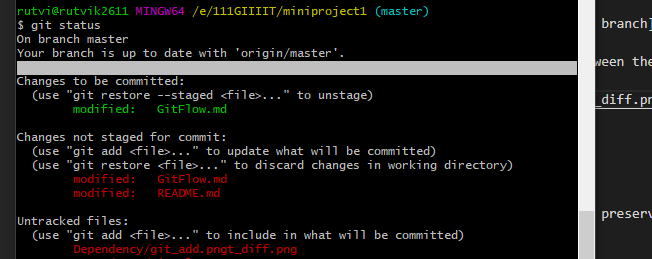 rutvi@rutvik2611 MINGW64 /e/111GIIIIT/miniproject1 (master)
$ git status
On branch master
Your branch is up to date with 'origin/master'.
Changes to be committed:
(use "git restore --staged <file>..." to unstage)
modified: GitFlow.md
Changes not staged for commit:
(use "git add <file>..." to update what will be committed)
(use "git restore <file>..." to discard changes in working directory)
modified: GitFlow.md
modified: README.md
Untracked files:
(use "git add <file>..." to include in what will be committed)
Dependency/git_add.pngt_diff.png
branch]
ween the
_diff.pn
preserv